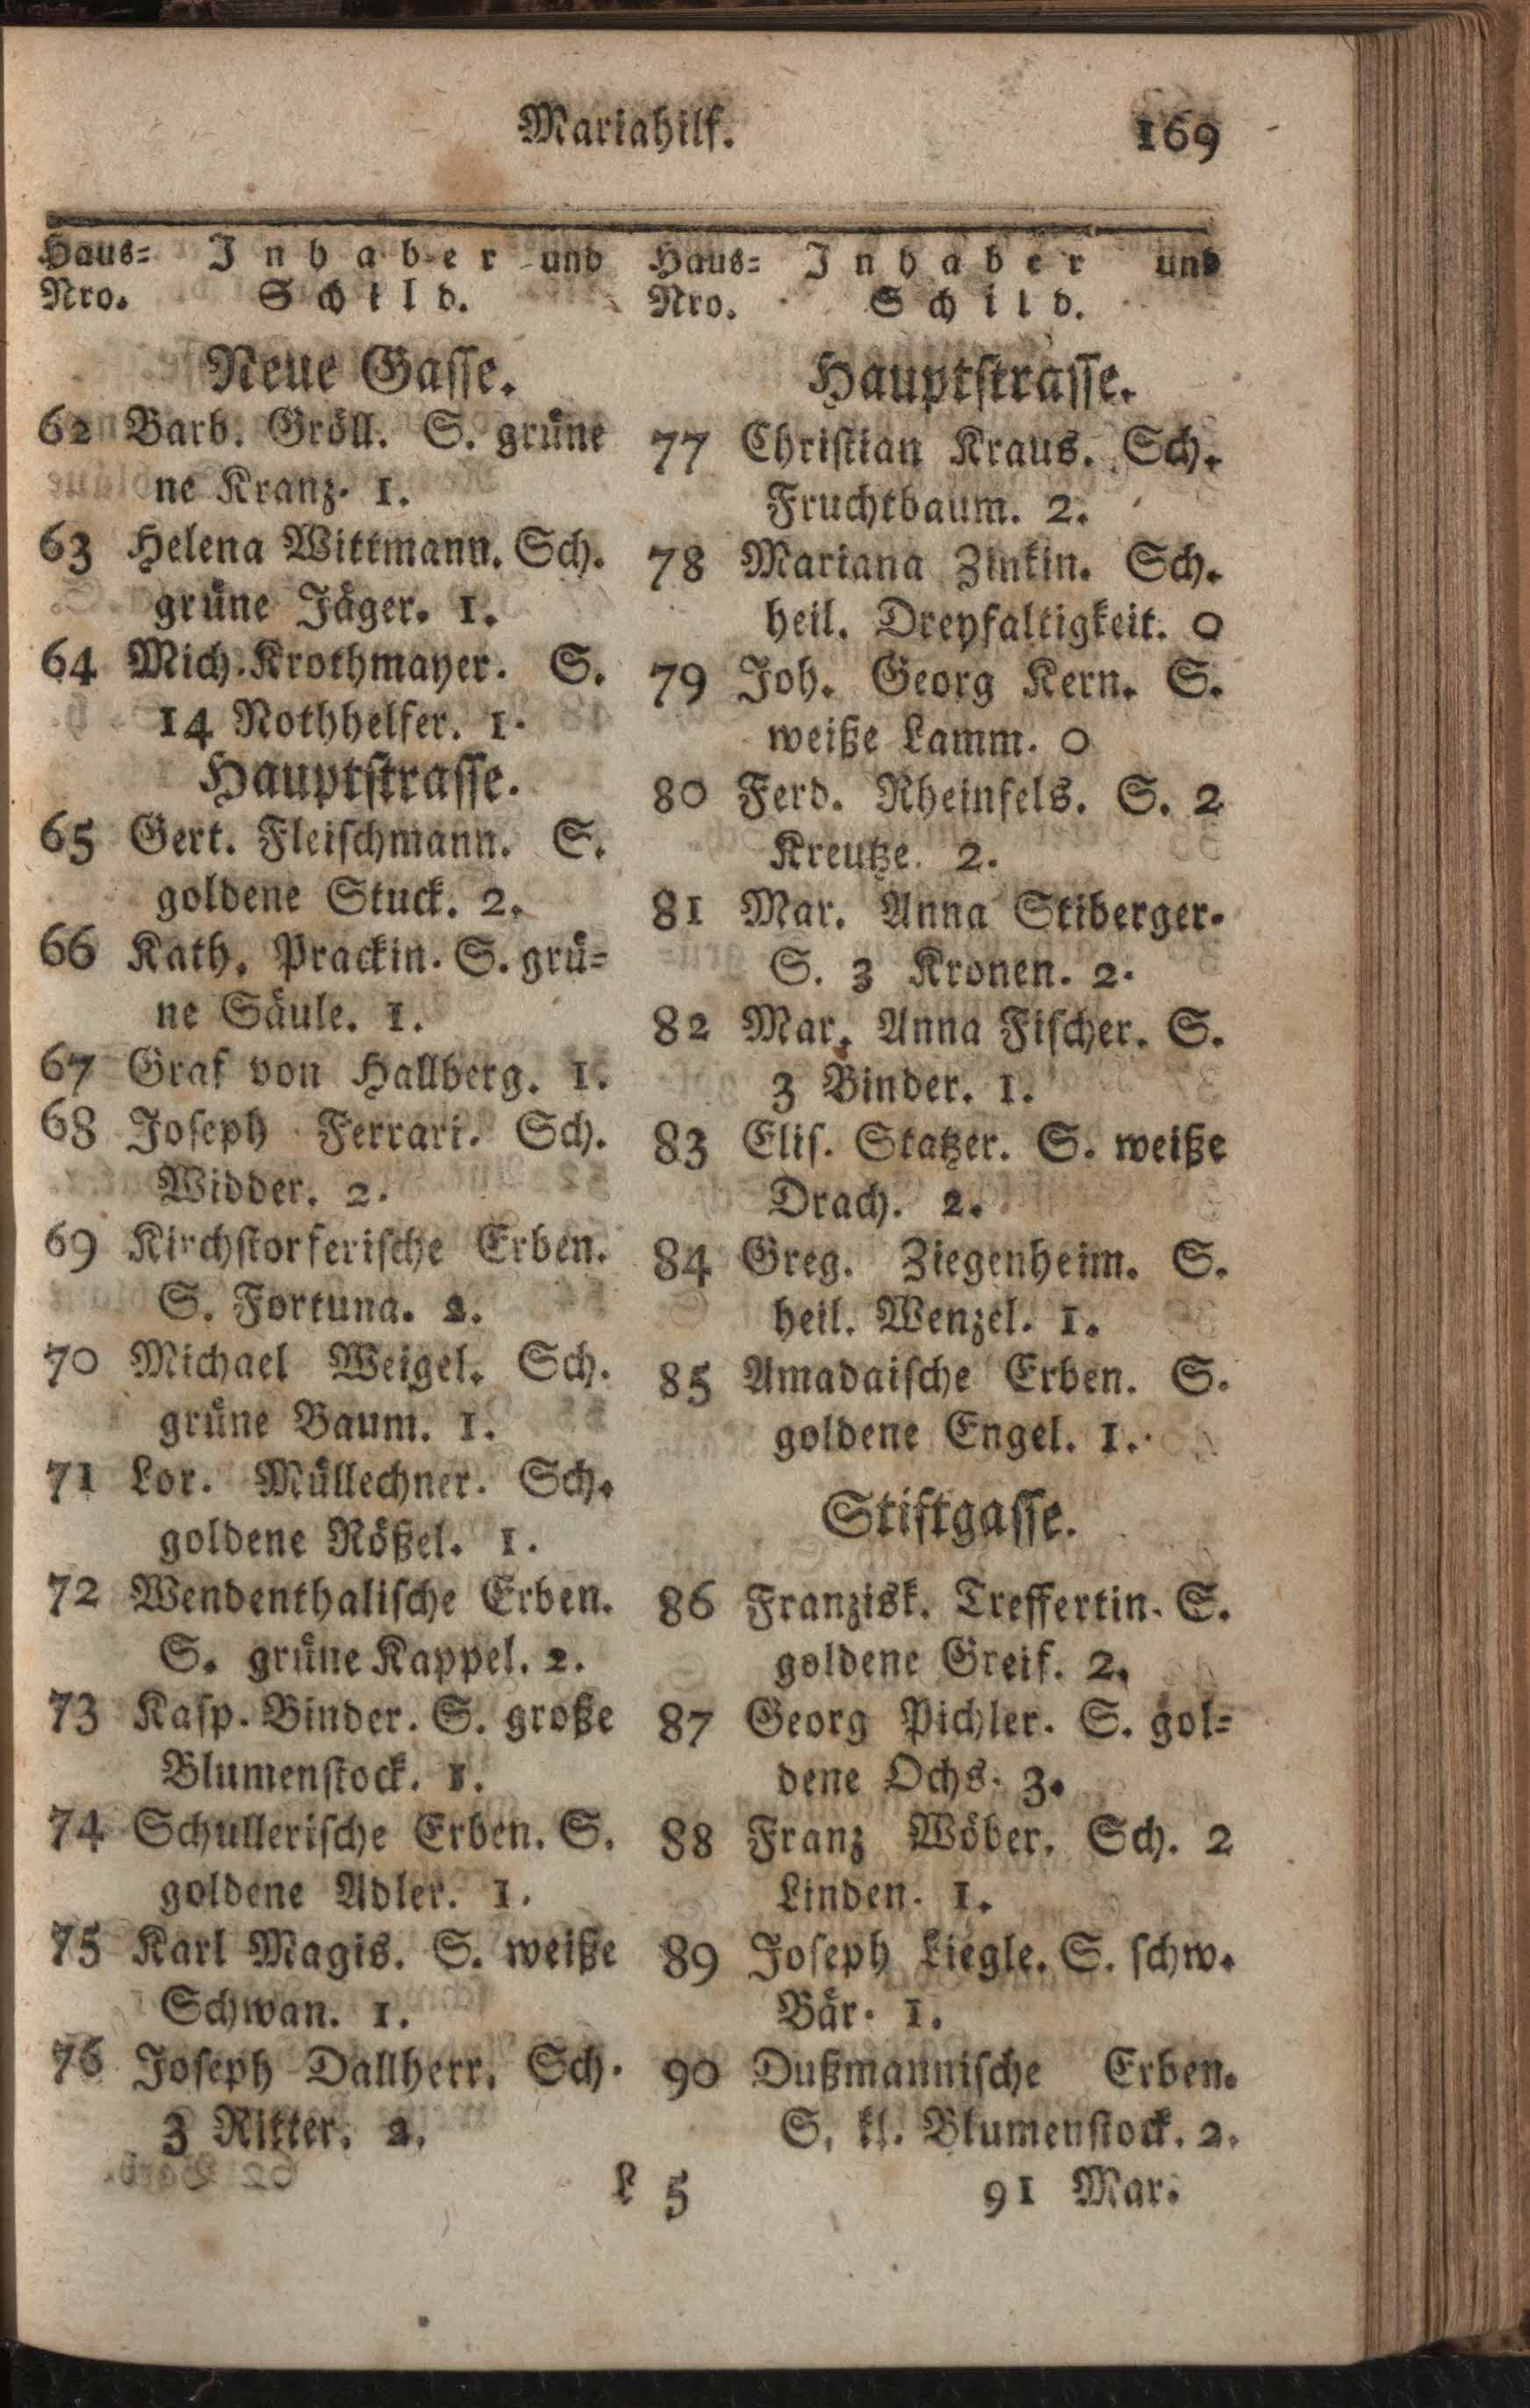 Mariahilf. 169
Haus= Inhaber und
Nro. Schild.
Neue Gasse.
62 Barb. Gröll. S. grüne
ne Kranz. 1.
63 Helena Wittmann. Sch.
grüne Jäger. 1.
64 Mich. Krothmayer. S.
14 Nothhelfer. 1.
Hauptstrasse.
65 Gert. Fleischmann. S.
goldene Stuck. 2.
66 Kath. Prackin. S. grü=
ne Säule. 1.
67 Graf von Hallberg. 1.
68 Joseph Ferrari. Sch.
Widder. 2.
69 Kirchstorferische Erben.
S. Fortuna. 2.
70 Michael Weigel. Sch.
grüne Baum. 1.
71 Lor. Müllechner. Sch.
goldene Rößel. 1.
72 Wendenthalische Erben.
S. grüne Kappel. 2.
73 Kasp. Binder. S. große
Blumenstock. 1.
74 Schullerische Erben. S.
goldene Adler. 1.
75 Karl Magis. S. weiße
Schwan. 1.
76 Joseph Dallherr. Sch.
3 Ritter. 2.
Haus= Inhaber und
Nro. Schild.
Hauptstrasse.
77 Christian Kraus. Sch.
Fruchtbaum. 2.
78 Mariana Zinkin. Sch.
heil. Dreyfaltigkeit. 0
79 Joh. Georg Kern. S.
weiße Lamm. 0
80 Ferd. Rheinfels. S. 2
Kreutze. 2.
81 Mar. Anna Stiberger.
S. 3 Kronen. 2.
82 Mar. Anna Fischer. S.
3 Binder. 1.
83 Elis. Statzer. S. weiße
Drach. 2.
84 Greg. Ziegenheim. S.
heil. Wenzel. 1.
85 Amadaische Erben. S.
goldene Engel. 1.
Stiftgasse.
86 Franzisk. Treffertin. S.
goldene Greif. 2.
87 Georg Pichler. S. gol=
dene Ochs. 3.
88 Franz Wöber. Sch. 2
Linden. 1.
89 Joseph Liegle. S. schw.
Bär. 1.
90 Dußmannische Erben.
S. kl. Blumenstock. 2.
L 5 91 Mar.